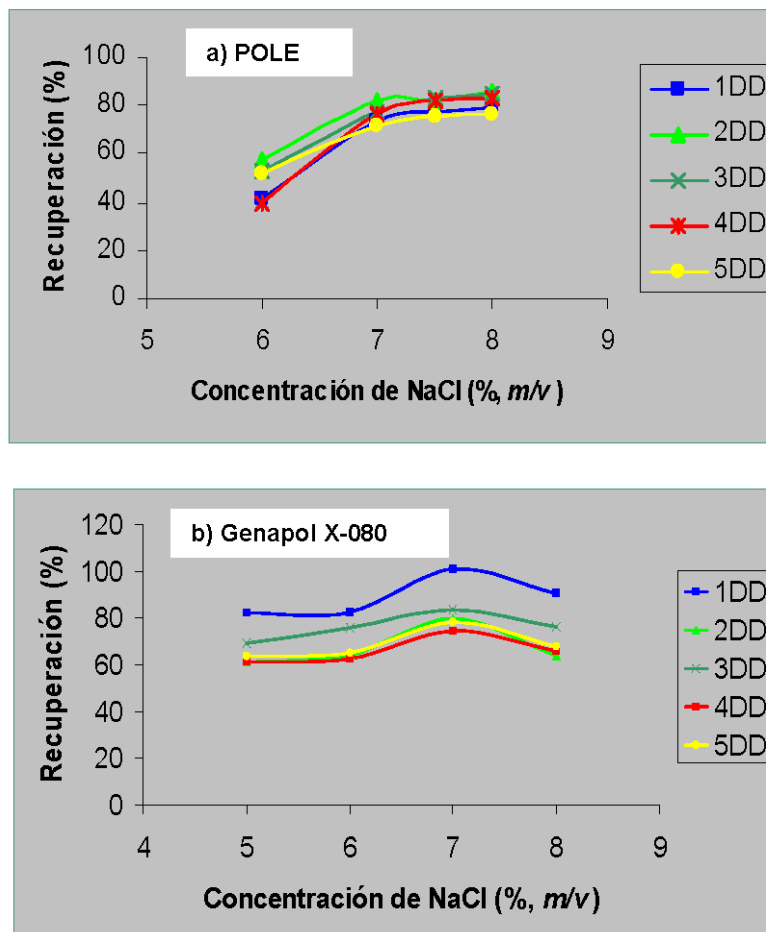 a) POLE
Recuperación (%)
100
80
60
40
20
0
5
6
7
8
9
Concentración de NaCl (%, m/v)
1DD
2DD
3DD
4DD
5DD
b) Genapol X-080
Recuperación (%)
120
100
80
60
40
20
0
4
5
6
7
8
9
Concentración de NaCl (%, m/v)
1DD
2DD
3DD
4DD
5DD